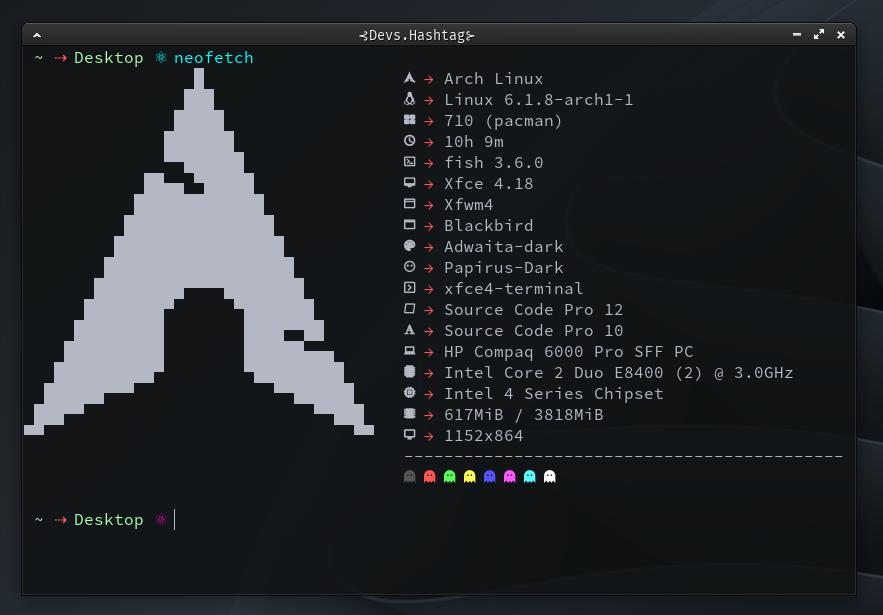 ⊰Devs.Hashtag⊱
~ ⇢ Desktop ⚛ neofetch
→ Arch Linux
→ Linux 6.1.8-arch1-1
→ 710 (pacman)
→ 10h 9m
→ fish 3.6.0
→ Xfce 4.18
→ Xfwm4
→ Blackbird
→ Adwaita-dark
→ Papirus-Dark
→ xfce4-terminal
→ Source Code Pro 12
→ Source Code Pro 10
→ HP Compaq 6000 Pro SFF PC
→ Intel Core 2 Duo E8400 (2) @ 3.0GHz
→ Intel 4 Series Chipset
→ 617MiB / 3818MiB
→ 1152x864
--------------------------------------------
~ ⇢ Desktop ⚛